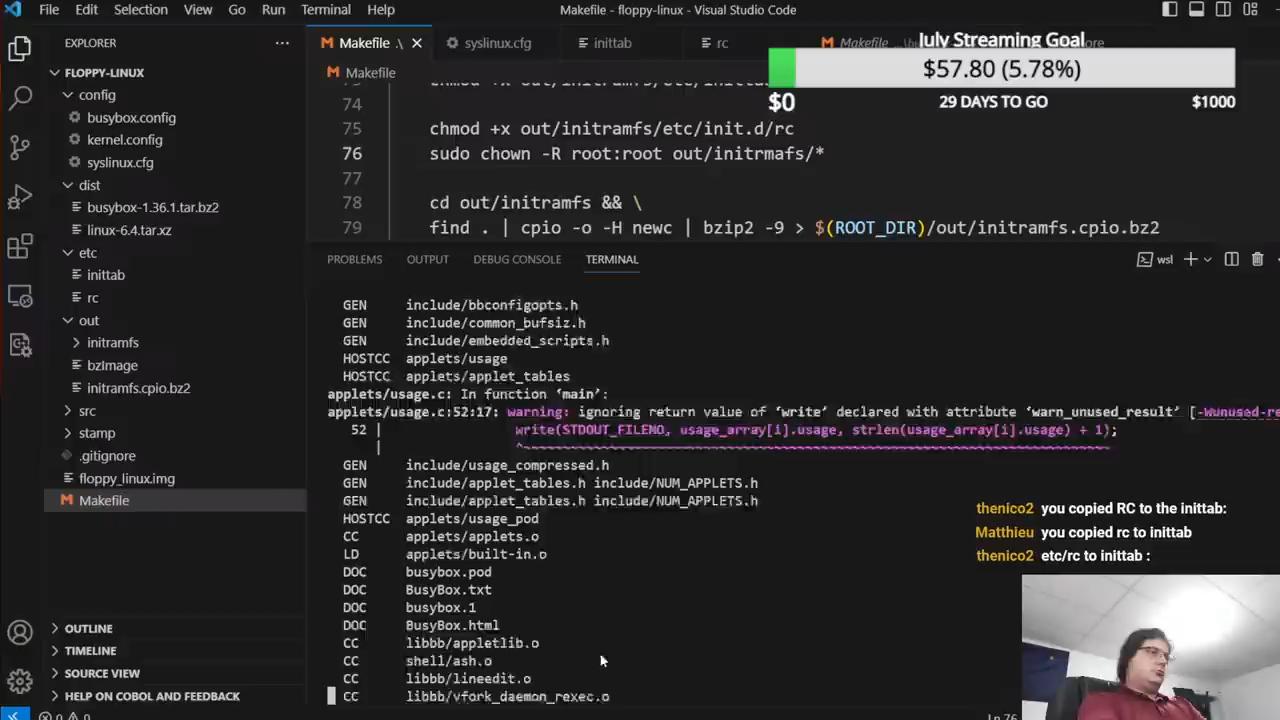 File Edit Selection View Go Run Terminal Help
Makefile - floppy-linux - Visual Studio Code
EXPLORER
FLOPPY-LINUX
config
busybox.config
kernel.config
syslinux.cfg
dist
busybox-1.36.1.tar.bz2
linux-6.4.tar.xz
etc
inittab
rc
out
initramfs
bzImage
initramfs.cpio.bz2
src
stamp
.gitignore
floppy_linux.img
Makefile
OUTLINE
TIMELINE
SOURCE VIEW
HELP ON COBOL AND FREE
Makefile .\
syslinux.cfg
inittab
rc
Makefile
Makefile
July Streaming Goal
$57.80 (5.78%)
$0
29 DAYS TO GO
$1000
74
75 chmod +x out/initramfs/etc/init.d/rc
76 sudo chown -R root:root out/initrmafs/*
77
78 cd out/initramfs && \
79 find . | cpio -o -H newc | bzip2 -9 > $(ROOT_DIR)/out/initramfs.cpio.bz2
PROBLEMS OUTPUT DEBUG CONSOLE TERMINAL
wsl
GEN include/bbconfigopts.h
GEN include/common_bufsiz.h
GEN include/embedded_scripts.h
HOSTCC applets/usage
HOSTCC applets/applet_tables
applets/usage.c: In function ‘main’:
applets/usage.c:52:17: warning: ignoring return value of ‘write’ declared with attribute ‘warn_unused_result’ [-Wunused-re
52 | write(STDOUT_FILENO, usage_array[i].usage, strlen(usage_array[i].usage) + 1);
| ^~~~~~~~~~~~~~~~~~~~~~~~~~~~~~~~~~~~~~~~~~~~~~~~~~~~~~~~~~~~~~~~~~~
GEN include/usage_compressed.h
GEN include/applet_tables.h include/NUM_APPLETS.h
GEN include/applet_tables.h include/NUM_APPLETS.h
HOSTCC applets/usage_pod
CC applets/applets.o
LD applets/built-in.o
DOC busybox.pod
DOC BusyBox.txt
DOC busybox.1
DOC BusyBox.html
CC libbb/appletlib.o
CC shell/ash.o
CC libbb/lineedit.o
CC libbb/vfork_daemon_rexec.o
thenico2 you copied RC to the inittab:
Matthieu you copied rc to inittab
thenico2 etc/rc to inittab :